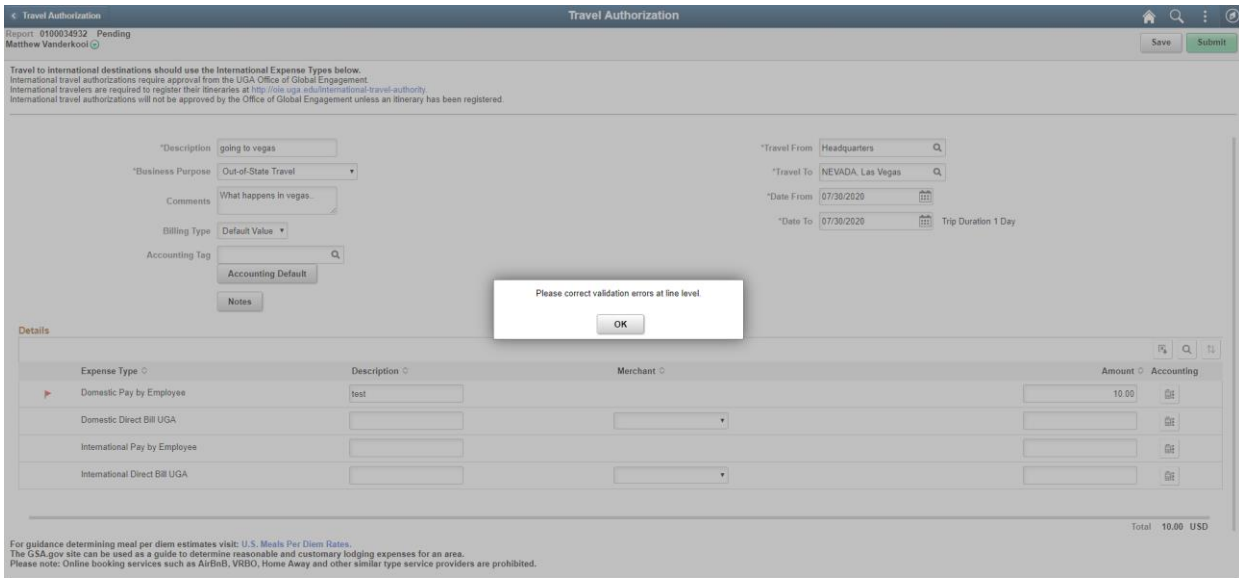 Travel Authorization
Travel Authorization
Report 0100034932 Pending
Matthew Vanderkooi
Save
Submit
Travel to international destinations should use the International Expense Types below.
International travel authorizations require approval from the UGA Office of Global Engagement.
International travelers are required to register their itineraries at http://oie.uga.edu/international-travel-authority.
International travel authorizations will not be approved by the Office of Global Engagement unless an itinerary has been registered.
*Description going to vegas
*Travel From Headquarters
*Business Purpose Out-of-State Travel
*Travel To NEVADA, Las Vegas
Comments What happens in vegas..
*Date From 07/30/2020
*Date To 07/30/2020 Trip Duration 1 Day
Billing Type Default Value
Accounting Tag
Accounting Default
Notes
Please correct validation errors at line level.
OK
Details
Expense Type Description Merchant Amount Accounting
Domestic Pay by Employee test 10.00
Domestic Direct Bill UGA
International Pay by Employee
International Direct Bill UGA
Total 10.00 USD
For guidance determining meal per diem estimates visit: U.S. Meals Per Diem Rates.
The GSA.gov site can be used as a guide to determine reasonable and customary lodging expenses for an area.
Please note: Online booking services such as AirBnB, VRBO, Home Away and other similar type service providers are prohibited.